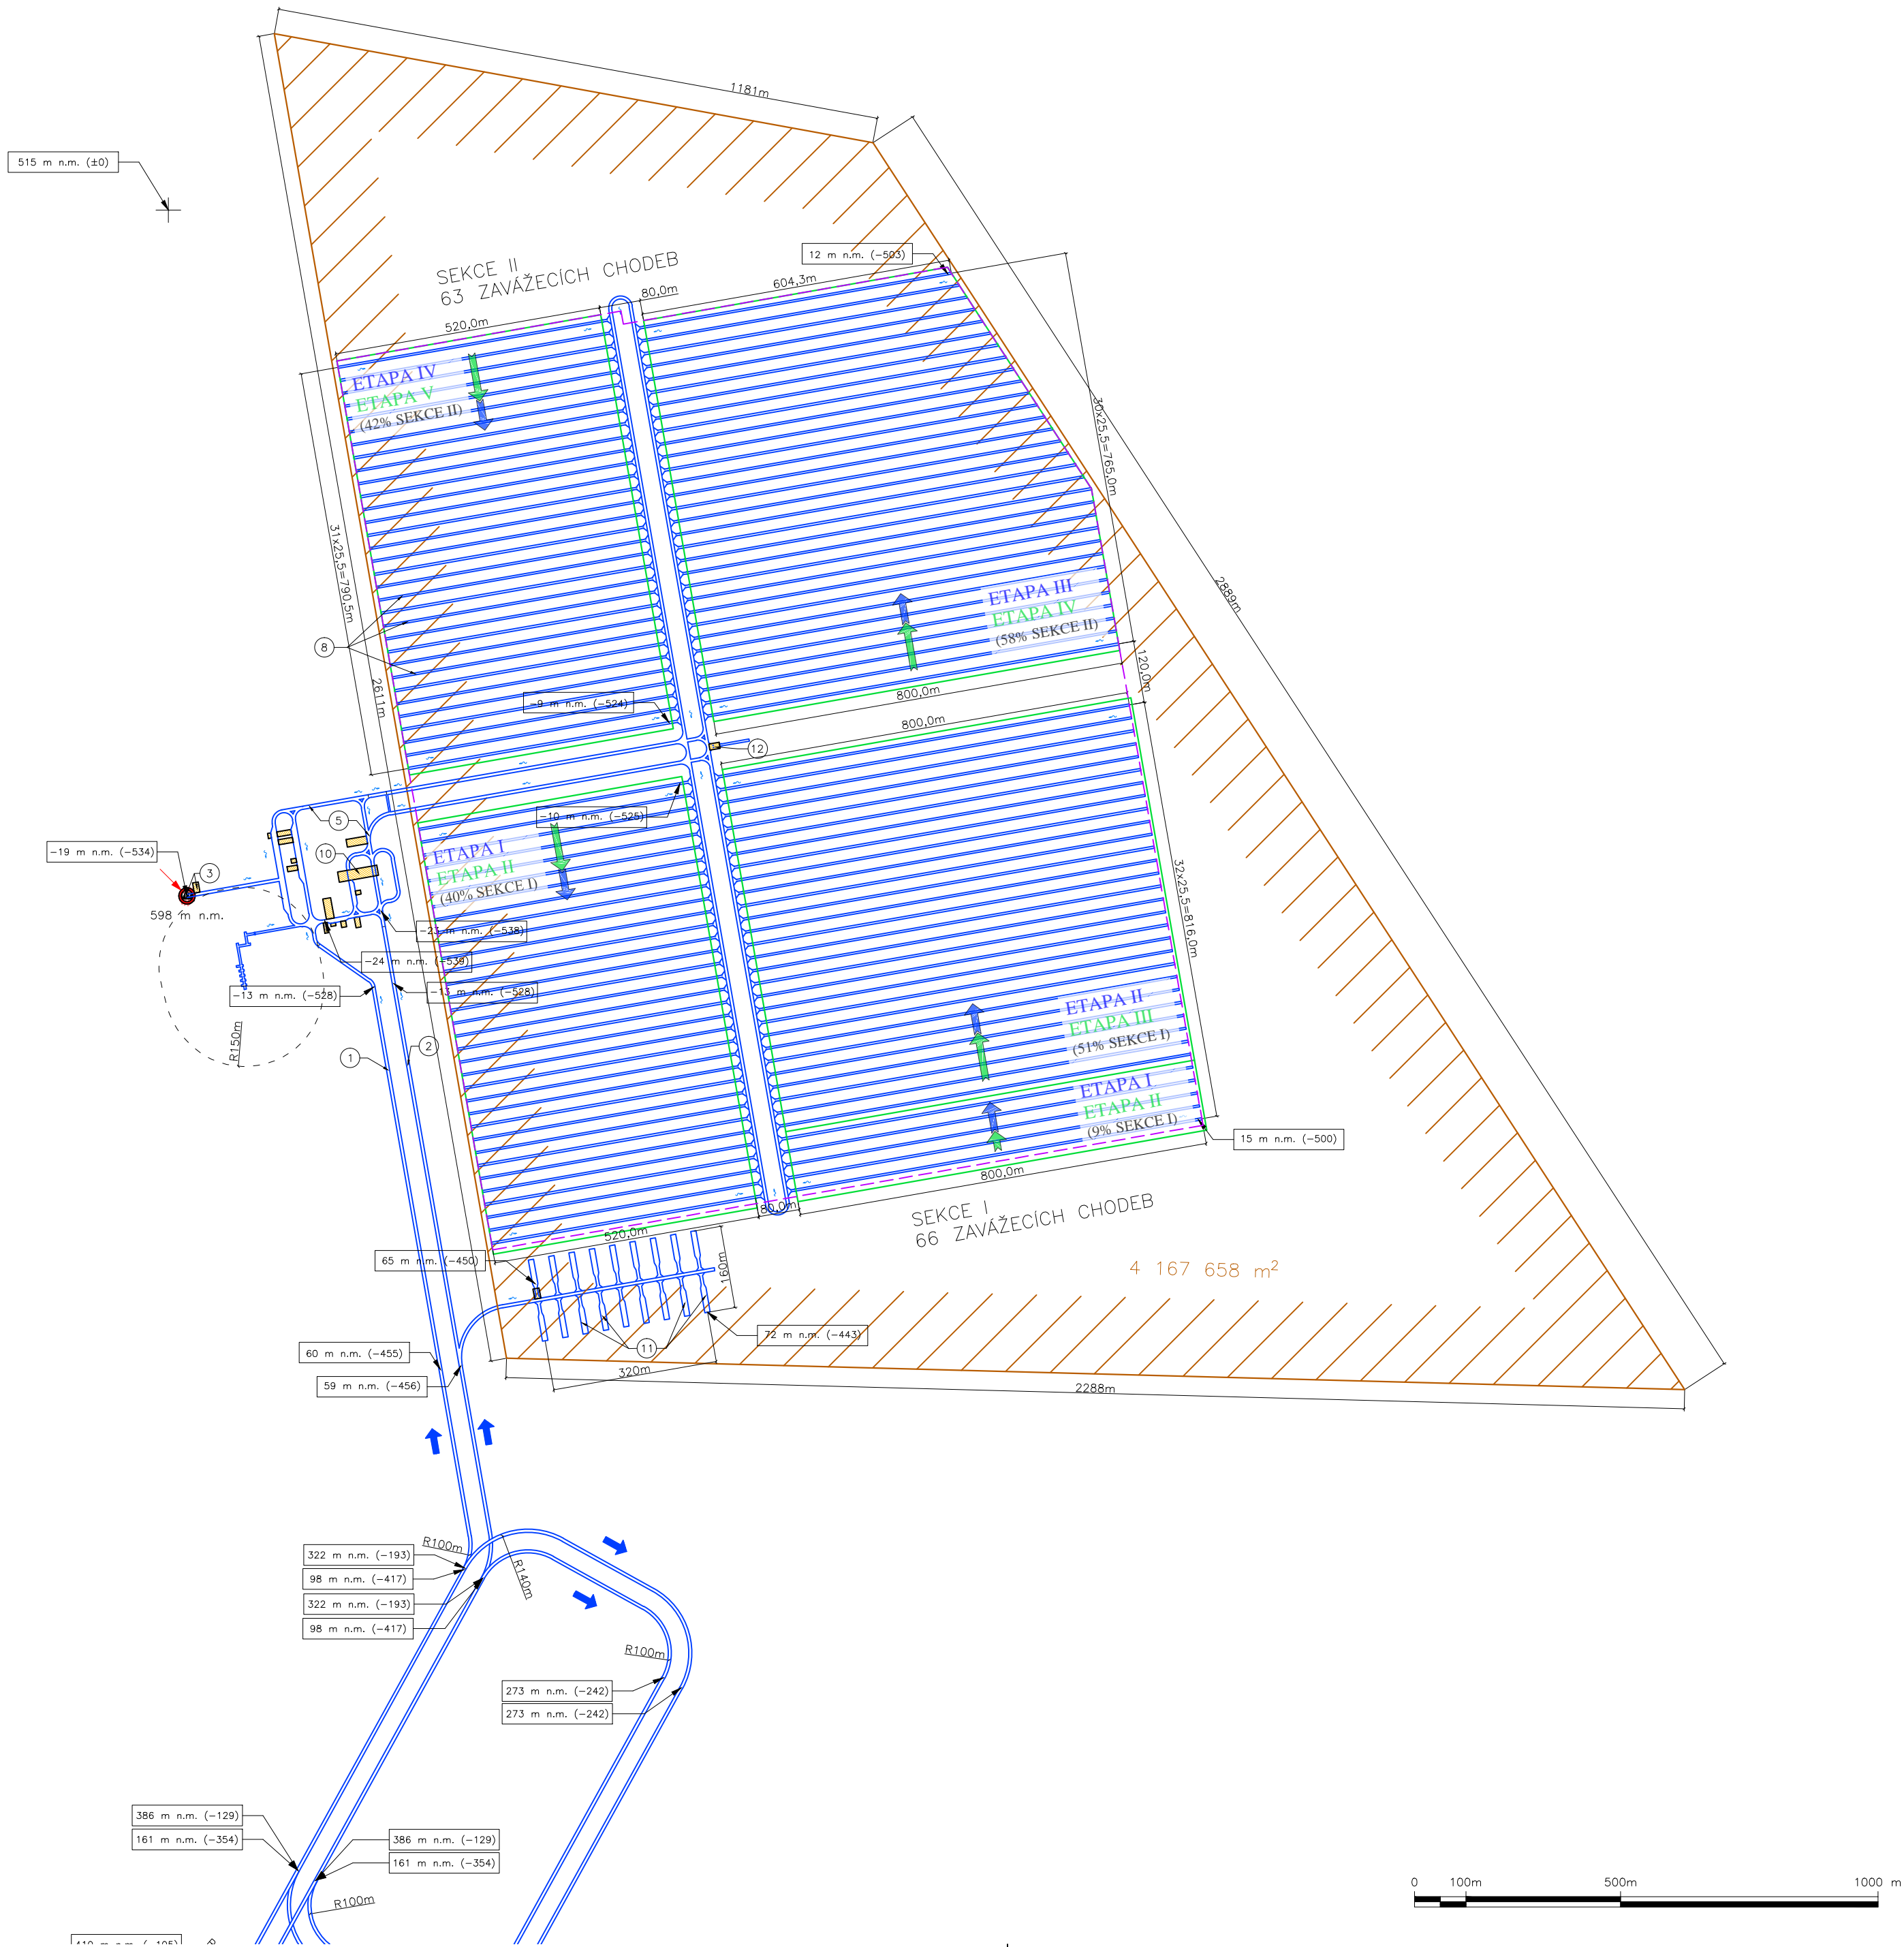 1181m
515 m n.m. (±0)
12 m n.m. (−503)
SEKCE II
63 ZAVÁŽECÍCH CHODEB
604,3m
80,0m
520,0m
ETAPA IV
ETAPA V
(42% SEKCE II)
30x25,5=765,0m
31x25,5=790,5m
2889m
ETAPA III
ETAPA IV
(58% SEKCE II)
8
2611m
120,0m
−9 m n.m. (−524)
800,0m
800,0m
12
−10 m n.m. (−525)
5
10
−19 m n.m. (−534)
3
598 m n.m.
ETAPA I
ETAPA II
(40% SEKCE I)
32x25,5=816,0m
−23 m n.m. (−538)
−24 m n.m. (−539)
−13 m n.m. (−528)
−13 m n.m. (−528)
R150m
1
2
ETAPA II
ETAPA III
(51% SEKCE I)
ETAPA I
ETAPA II
(9% SEKCE I)
15 m n.m. (−500)
800,0m
80,0m
520,0m
SEKCE I
66 ZAVÁŽECÍCH CHODEB
65 m n.m. (−450)
160m
4 167 658 m²
72 m n.m. (−443)
11
60 m n.m. (−455)
320m
59 m n.m. (−456)
2288m
R100m
322 m n.m. (−193)
98 m n.m. (−417)
R140m
322 m n.m. (−193)
98 m n.m. (−417)
R100m
273 m n.m. (−242)
273 m n.m. (−242)
386 m n.m. (−129)
161 m n.m. (−354)
386 m n.m. (−129)
161 m n.m. (−354)
R100m
0 100m 500m 1000 m